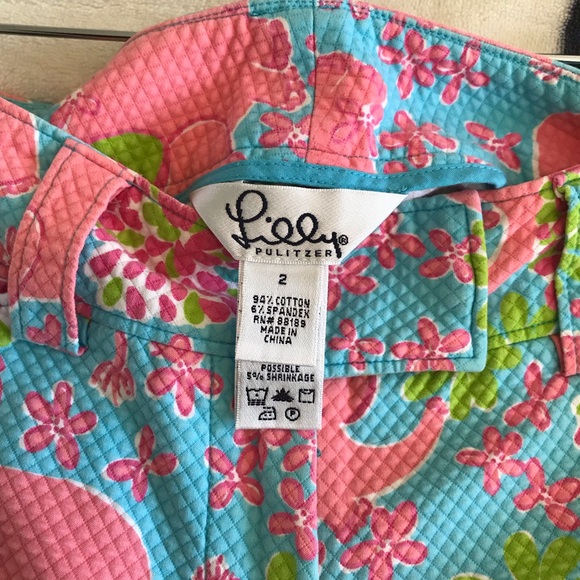 Lilly®
PULITZER
2
94% COTTON
6% SPANDEX
RN# 88189
MADE IN
CHINA
POSSIBLE
5% SHRINKAGE
P